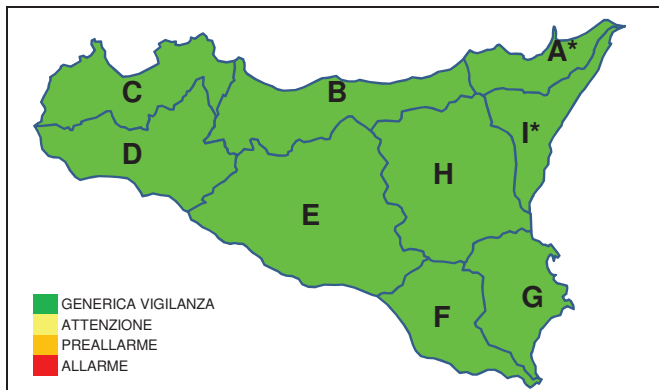 A*
C
B
I*
D
H
E
G
F
GENERICA VIGILANZA
ATTENZIONE
PREALLARME
ALLARME